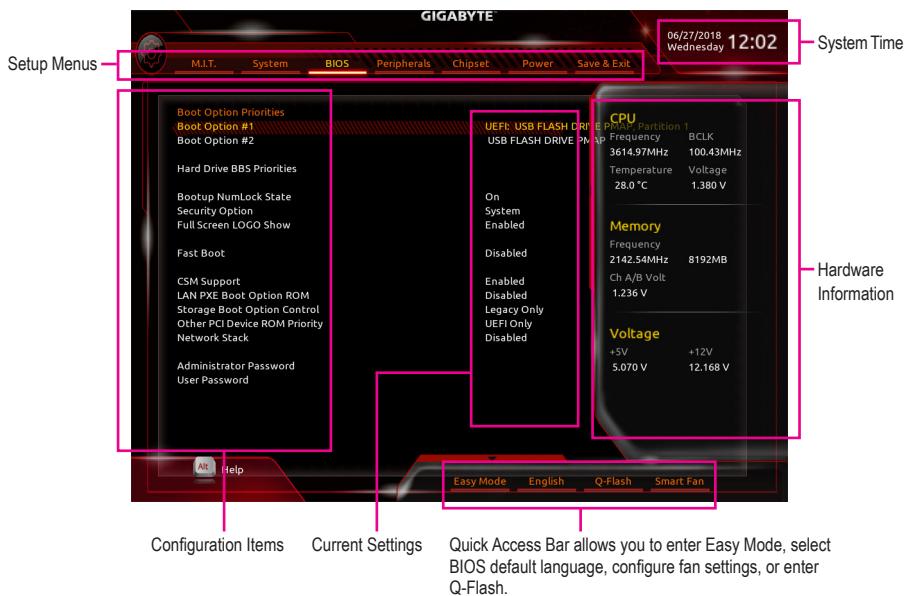 GIGABYTE™
06/27/2018
Wednesday
12:02
System Time
Setup Menus
M.I.T. System BIOS Peripherals Chipset Power Save & Exit
Boot Option Priorities
Boot Option #1 UEFI: USB FLASH DRIVE PMAP, Partition 1
Boot Option #2 USB FLASH DRIVE PMAP
Hard Drive BBS Priorities
Bootup NumLock State On
Security Option System
Full Screen LOGO Show Enabled
Fast Boot Disabled
CSM Support Enabled
LAN PXE Boot Option ROM Disabled
Storage Boot Option Control Legacy Only
Other PCI Device ROM Priority UEFI Only
Network Stack Disabled
Administrator Password
User Password
CPU
Frequency BCLK
3614.97MHz 100.43MHz
Temperature Voltage
28.0 °C 1.380 V
Memory
Frequency
2142.54MHz 8192MB
Ch A/B Volt
1.236 V
Voltage
+5V +12V
5.070 V 12.168 V
Hardware
Information
Alt Help
Easy Mode English Q-Flash Smart Fan
Configuration Items
Current Settings
Quick Access Bar allows you to enter Easy Mode, select
BIOS default language, configure fan settings, or enter
Q-Flash.